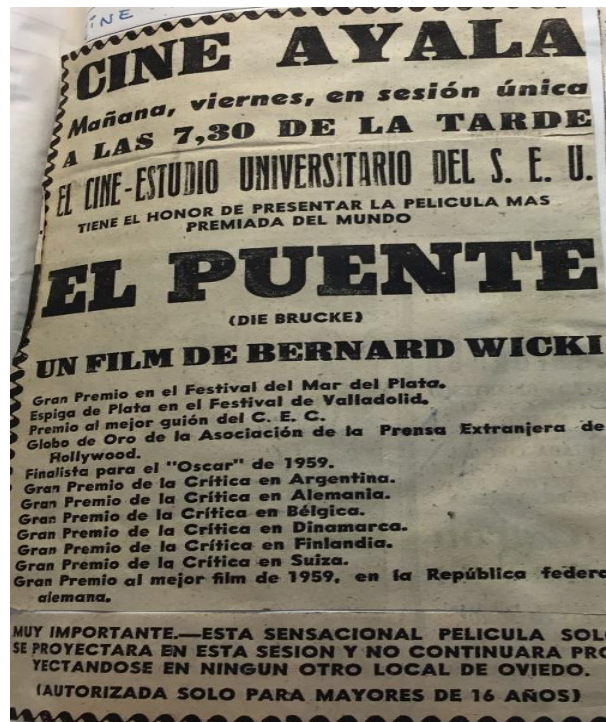 INE
CINE AYALA
Mañana, viernes, en sesión única
A LAS 7,30 DE LA TARDE
EL CINE-ESTUDIO UNIVERSITARIO DEL S. E. U.
TIENE EL HONOR DE PRESENTAR LA PELICULA MAS
PREMIADA DEL MUNDO
EL PUENTE
(DIE BRUCKE)
UN FILM DE BERNARD WICKI
Gran Premio en el Festival del Mar del Plata.
Espiga de Plata en el Festival de Valladolid.
Premio al mejor guión del C. E. C.
Globo de Oro de la Asociación de la Prensa Extranjera de
Hollywood.
Finalista para el "Oscar" de 1959.
Gran Premio de la Crítica en Argentina.
Gran Premio de la Crítica en Alemania.
Gran Premio de la Crítica en Bélgica.
Gran Premio de la Crítica en Dinamarca.
Gran Premio de la Crítica en Finlandia.
Gran Premio de la Crítica en Suiza.
Gran Premio al mejor film de 1959, en la República federa
alemana.
MUY IMPORTANTE.—ESTA SENSACIONAL PELICULA SOL
SE PROYECTARA EN ESTA SESION Y NO CONTINUARA PRO
YECTANDOSE EN NINGUN OTRO LOCAL DE OVIEDO.
(AUTORIZADA SOLO PARA MAYORES DE 16 AÑOS)